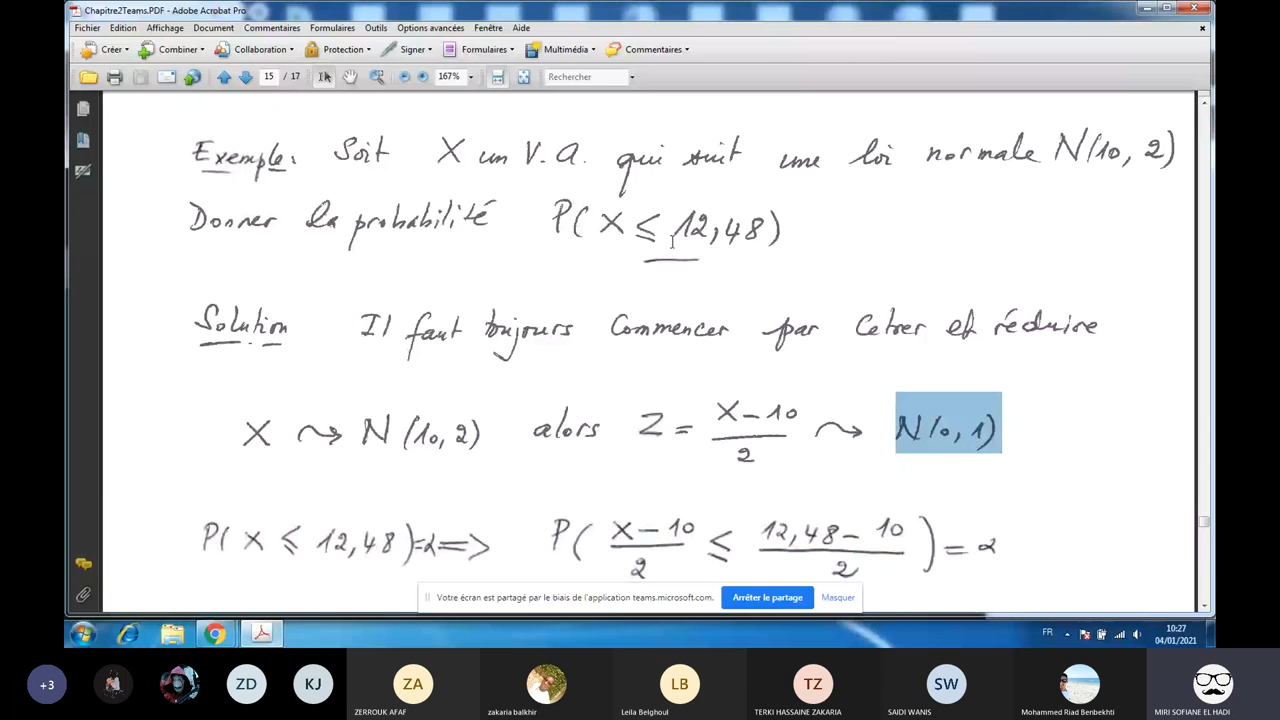 Chapitre2Teams.PDF - Adobe Acrobat Pro
Fichier Edition Affichage Document Commentaires Formulaires Outils Options avancées Fenêtre Aide
Créer Combiner Collaboration Protection Signer Formulaires Multimédia Commentaires
15 / 17 167% Rechercher
Exemple: Soit X un V.A. qui suit une loi normale N(10, 2)
Donner la probabilité P( X ≤ 12,48)
Solution Il faut toujours Commencer par Cetrer et réduire
X ⤳ N(10, 2) alors Z = (X-10)/2 ⤳ N(0, 1)
P( X ≤ 12,48)=α => P( (X-10)/2 ≤ (12,48-10)/2 ) = α
Votre écran est partagé par le biais de l'application teams.microsoft.com. Arrêter le partage Masquer
FR 10:27
04/01/2021
+3 ZD KJ ZA LB TZ SW
ZERROUK AFAF zakaria balkhir Leila Belghoul TERKI HASSAINE ZAKARIA SAIDI WANIS Mohammed Riad Benbekhti MIRI SOFIANE EL HADI